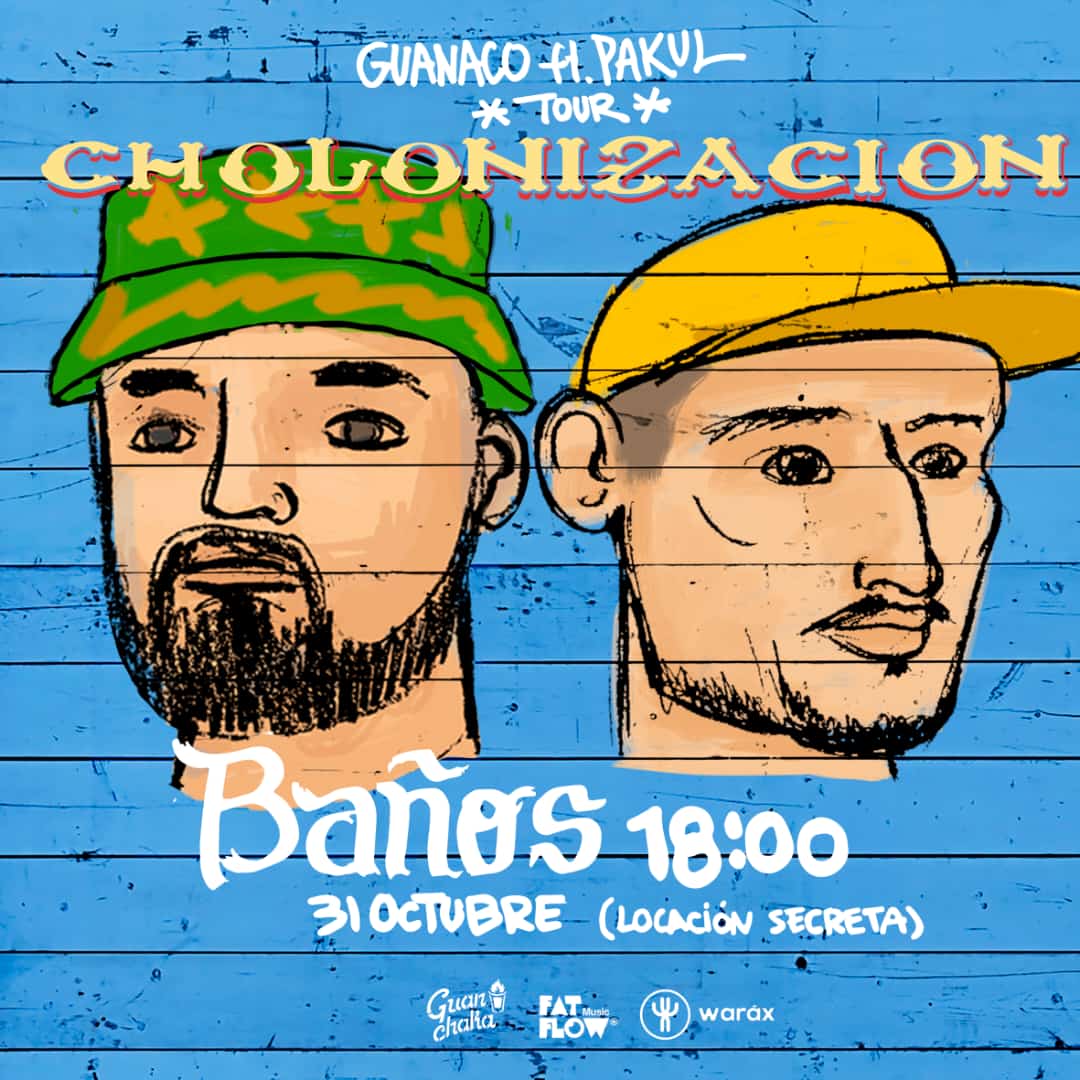 GUANACO ft. PAKUL
* TOUR *
CHOLONIZACION
Baños 18:00
31 OCTUBRE (LOCACIÓN SECRETA)
Guan chaka
FAT Music FLOW®
waráx